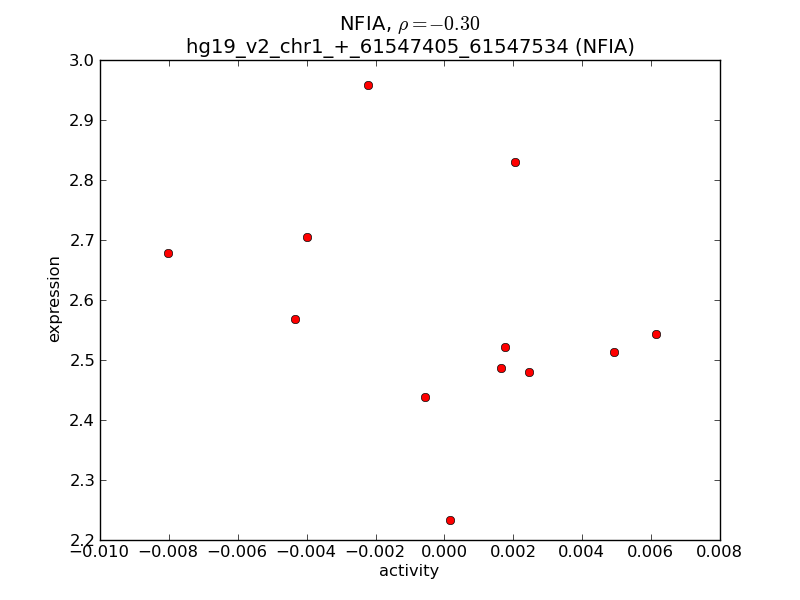 NFIA, ρ=−0.30
hg19_v2_chr1_+_61547405_61547534 (NFIA)
3.0
2.9
2.8
2.7
2.6
2.5
2.4
2.3
2.2
expression
−0.010 −0.008 −0.006 −0.004 −0.002 0.000 0.002 0.004 0.006 0.008
activity